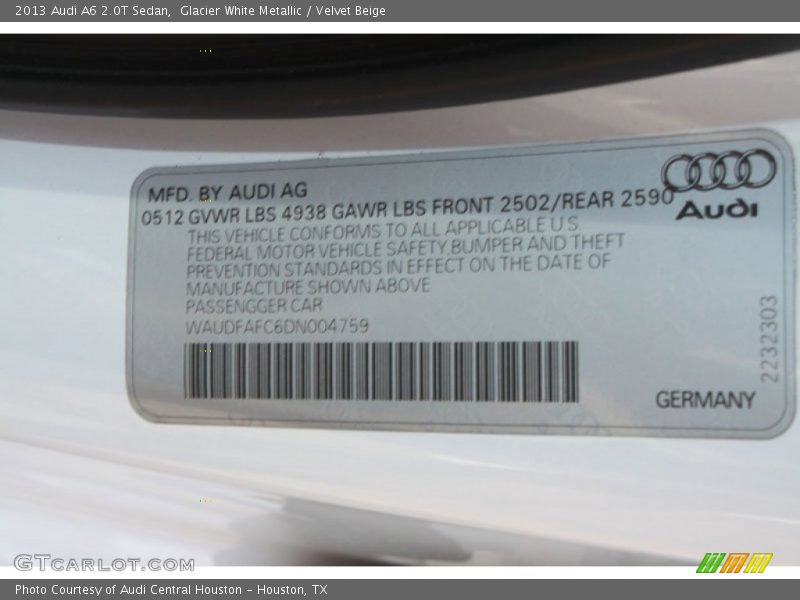 2013 Audi A6 2.0T Sedan,  Glacier White Metallic / Velvet Beige
MFD. BY AUDI AG
0512 GVWR LBS 4938 GAWR LBS FRONT 2502/REAR 2590
Audi
THIS VEHICLE CONFORMS TO ALL APPLICABLE U S
FEDERAL MOTOR VEHICLE SAFETY BUMPER AND THEFT
PREVENTION STANDARDS IN EFFECT ON THE DATE OF
MANUFACTURE SHOWN ABOVE
PASSENGGER CAR
WAUDFAFC6DN004759
2232303
GERMANY
GTCARLOT.COM
Photo Courtesy of Audi Central Houston - Houston, TX